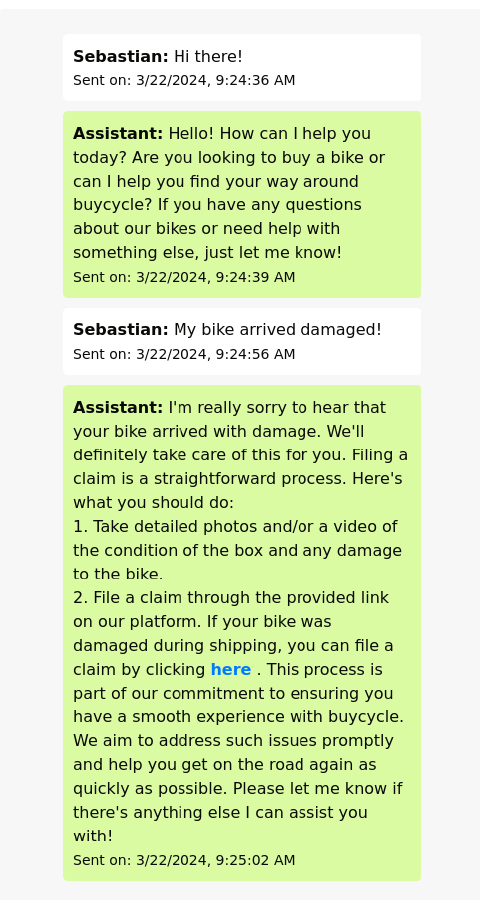 Sebastian: Hi there!
Sent on: 3/22/2024, 9:24:36 AM
Assistant: Hello! How can I help you
today? Are you looking to buy a bike or
can I help you find your way around
buycycle? If you have any questions
about our bikes or need help with
something else, just let me know!
Sent on: 3/22/2024, 9:24:39 AM
Sebastian: My bike arrived damaged!
Sent on: 3/22/2024, 9:24:56 AM
Assistant: I'm really sorry to hear that
your bike arrived with damage. We'll
definitely take care of this for you. Filing a
claim is a straightforward process. Here's
what you should do:
1. Take detailed photos and/or a video of
the condition of the box and any damage
to the bike.
2. File a claim through the provided link
on our platform. If your bike was
damaged during shipping, you can file a
claim by clicking here . This process is
part of our commitment to ensuring you
have a smooth experience with buycycle.
We aim to address such issues promptly
and help you get on the road again as
quickly as possible. Please let me know if
there's anything else I can assist you
with!
Sent on: 3/22/2024, 9:25:02 AM